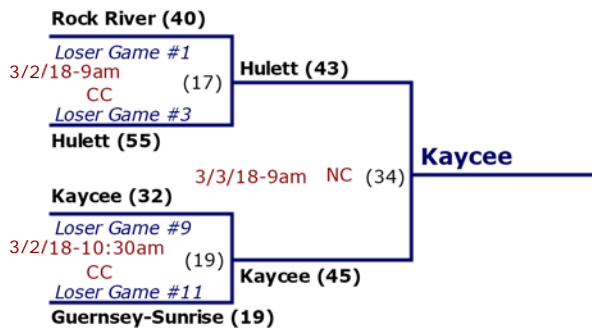 Rock River (40)
Loser Game #1
3/2/18-9am
(17)
CC
Loser Game #3
Hulett (55)
Hulett (43)
3/3/18-9am NC (34)
Kaycee
Kaycee (32)
Loser Game #9
3/2/18-10:30am
(19)
CC
Loser Game #11
Guernsey-Sunrise (19)
Kaycee (45)